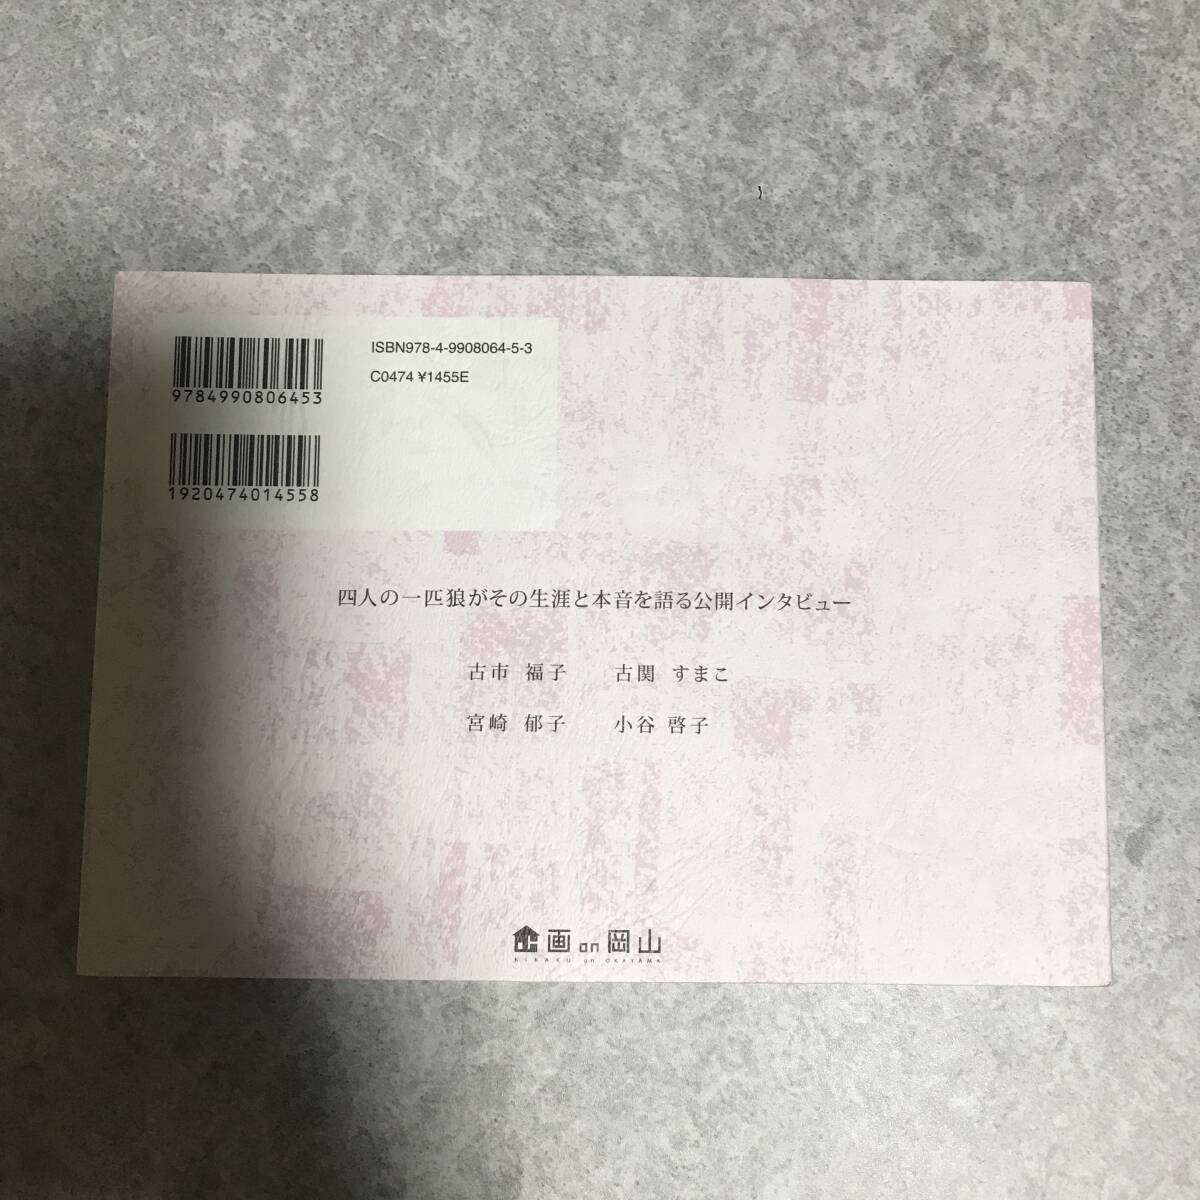 ISBN978-4-9908064-5-3
C0474 ¥1455E
9784990806453
1920474014558
四人の一匹狼がその生涯と本音を語る公開インタビュー
古市 福子 古関 すまこ
宮崎 郁子 小谷 啓子
企画on岡山
KIKAKU on OKAYAMA